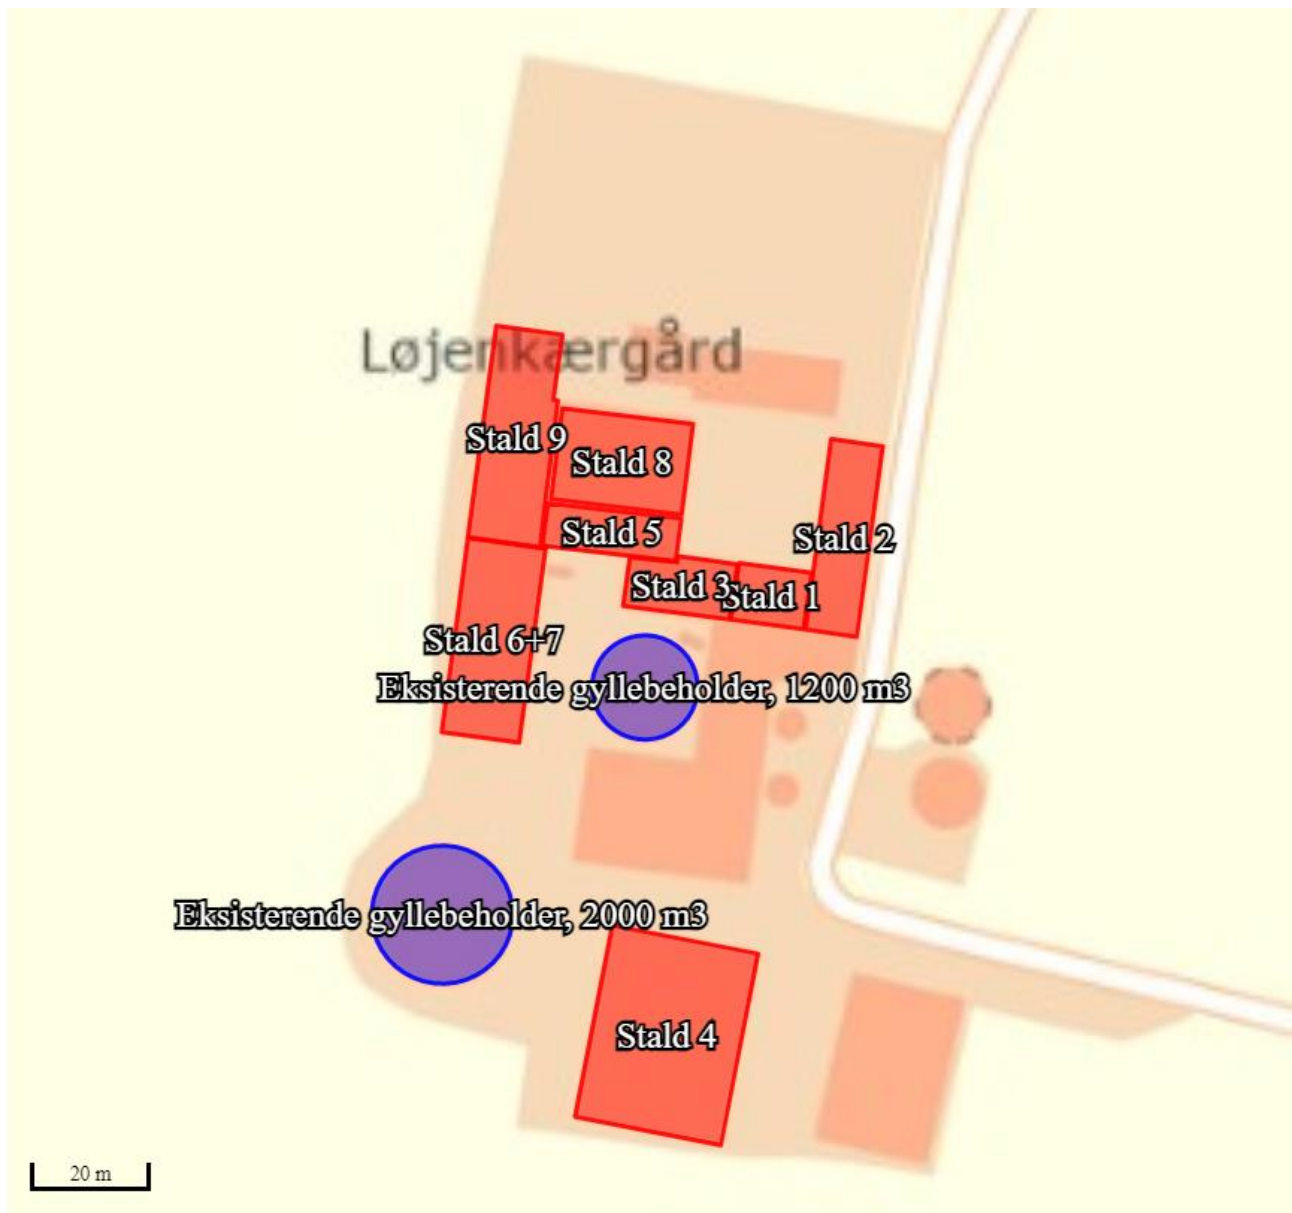 Løjenkærgård
Stald 9
Stald 8
Stald 5
Stald 2
Stald 3
Stald 1
Stald 6+7
Eksisterende gyllebeholder, 1200 m3
Eksisterende gyllebeholder, 2000 m3
Stald 4
20 m